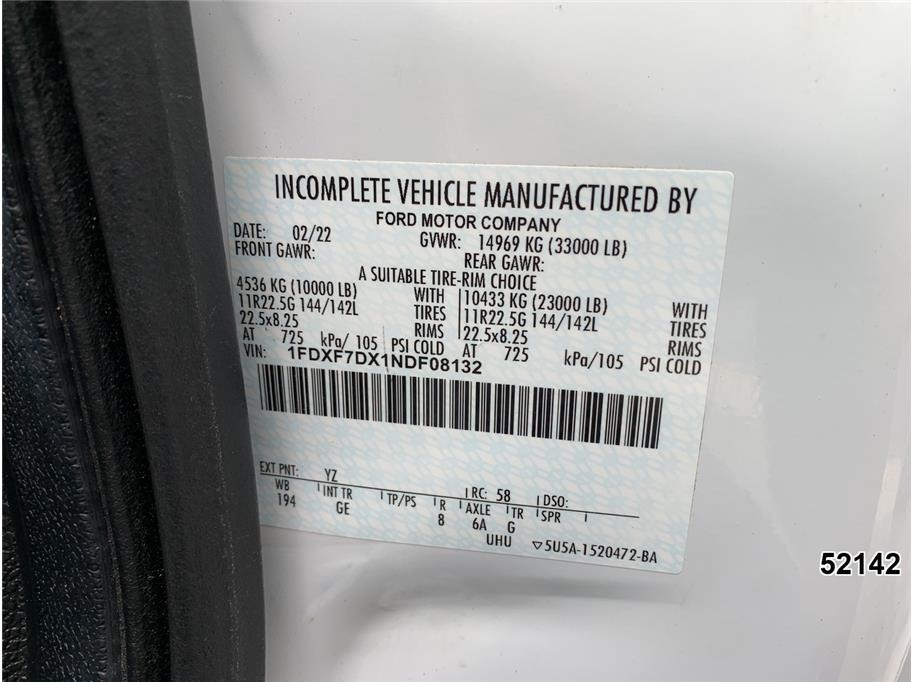 INCOMPLETE VEHICLE MANUFACTURED BY
FORD MOTOR COMPANY
DATE: 02/22 GVWR: 14969 KG (33000 LB)
FRONT GAWR: REAR GAWR:
A SUITABLE TIRE-RIM CHOICE
4536 KG (10000 LB) WITH 10433 KG (23000 LB) WITH
11R22.5G 144/142L TIRES 11R22.5G 144/142L TIRES
22.5x8.25 RIMS 22.5x8.25 RIMS
AT 725 kPa/ 105 PSI COLD AT 725 kPa/105 PSI COLD
VIN: 1FDXF7DX1NDF08132
EXT PNT: YZ RC: 58 DSO:
WB INT TR TP/PS R AXLE TR SPR
194 GE 8 6A G
UHU 5U5A-1520472-BA
52142